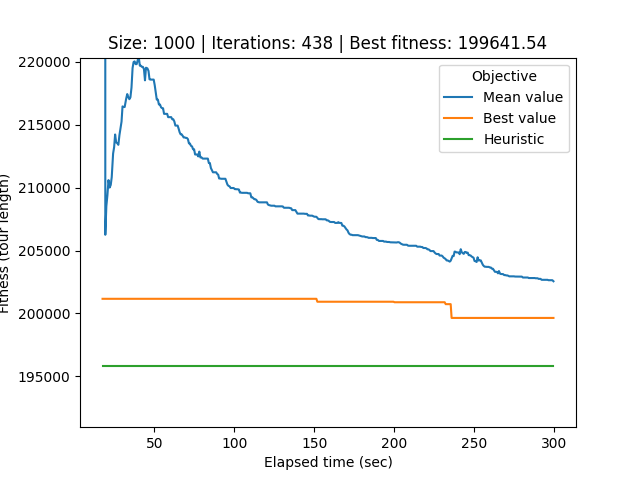 Size: 1000 | Iterations: 438 | Best fitness: 199641.54
Objective
Mean value
Best value
Heuristic
Fitness (tour length)
220000
215000
210000
205000
200000
195000
50
100
150
200
250
300
Elapsed time (sec)